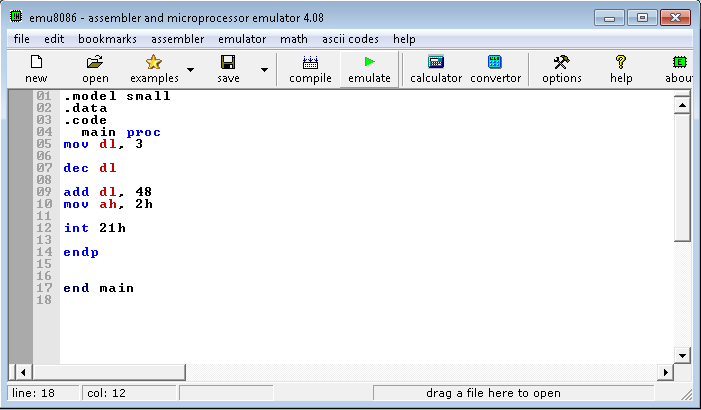 emu8086 - assembler and microprocessor emulator 4.08
file edit bookmarks assembler emulator math ascii codes help
new open examples save compile emulate calculator convertor options help abou
01 .model small
02 .data
03 .code
04 main proc
05 mov dl, 3
06
07 dec dl
08
09 add dl, 48
10 mov ah, 2h
11
12 int 21h
13
14 endp
15
16
17 end main
18
line: 18 col: 12 drag a file here to open